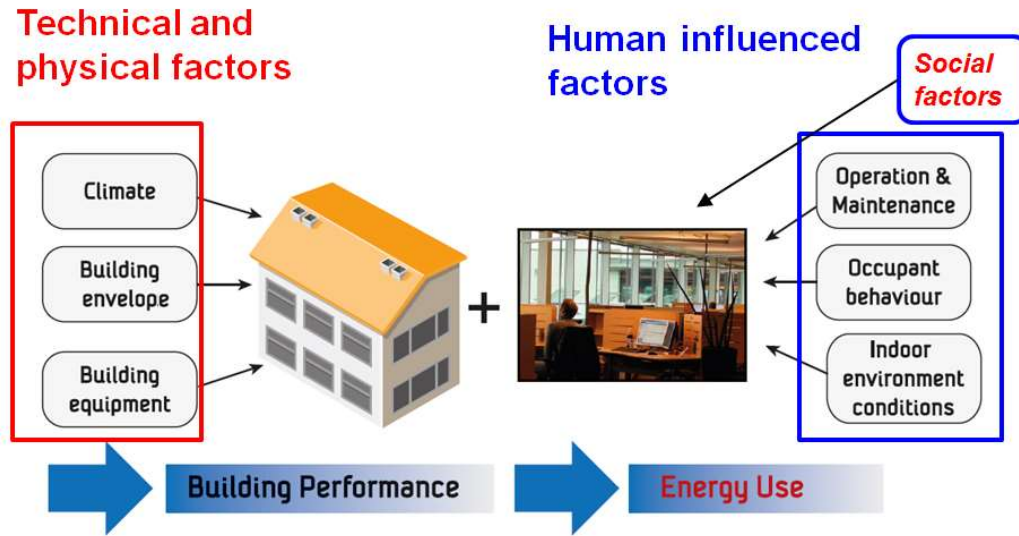 Technical and
physical factors
Human influenced
factors
Social
factors
Climate
Building
envelope
Building
equipment
+
Operation &
Maintenance
Occupant
behaviour
Indoor
environment
conditions
Building Performance
Energy Use